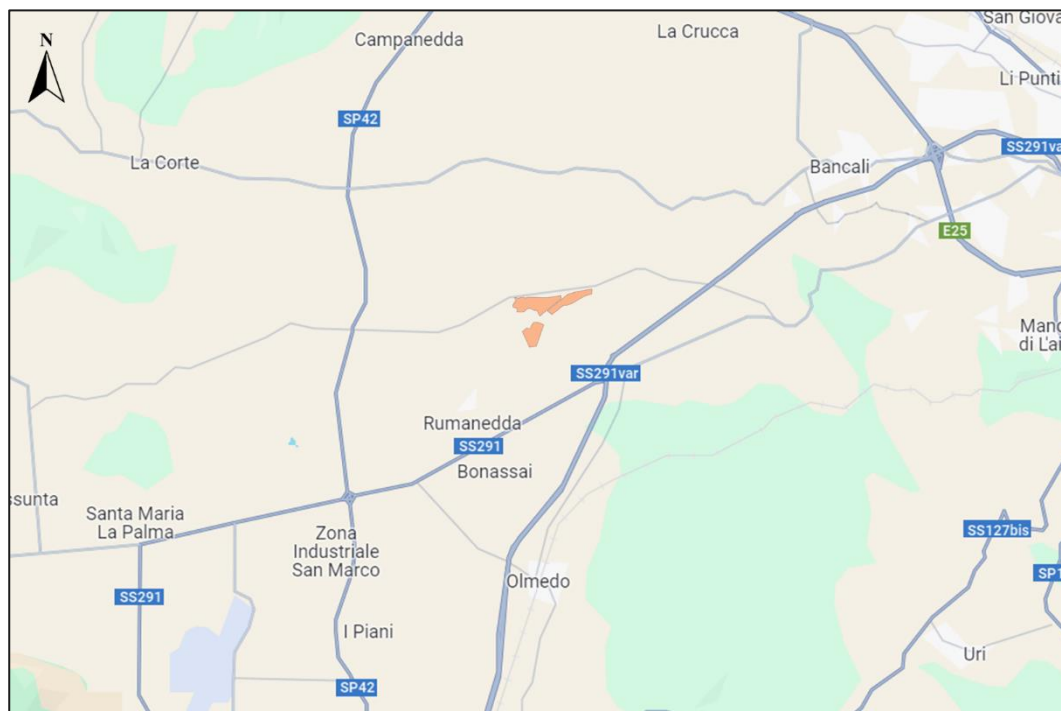 San Giova
La Crucca
Campanedda
N
Li Punti
SP42
SS291va
La Corte
Bancali
E25
Manc
di L'ai
SS291var
Rumanedda
SS291
Bonassai
ssunta
Santa Maria
La Palma
Zona
Industriale
San Marco
SS127bis
SP1
Olmedo
SS291
I Piani
Uri
SP42